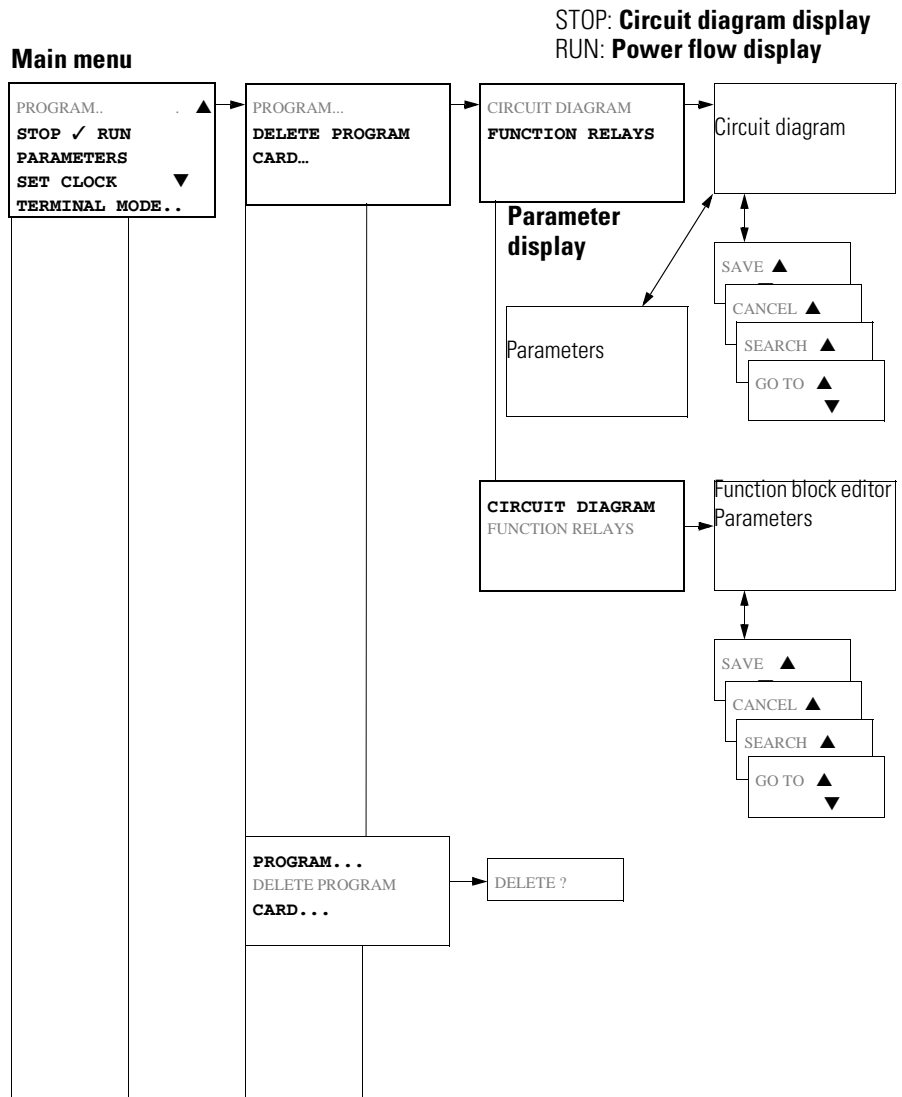 STOP: Circuit diagram display
RUN: Power flow display
Main menu
PROGRAM.. . ▲
STOP ✓ RUN
PARAMETERS
SET CLOCK ▼
TERMINAL MODE..
PROGRAM...
DELETE PROGRAM
CARD…
CIRCUIT DIAGRAM
FUNCTION RELAYS
Circuit diagram
Parameter
display
Parameters
SAVE ▲
CANCEL ▲
SEARCH ▲
GO TO ▲
▼
CIRCUIT DIAGRAM
FUNCTION RELAYS
Function block editor
Parameters
SAVE ▲
CANCEL ▲
SEARCH ▲
GO TO ▲
▼
PROGRAM...
DELETE PROGRAM
CARD...
DELETE ?